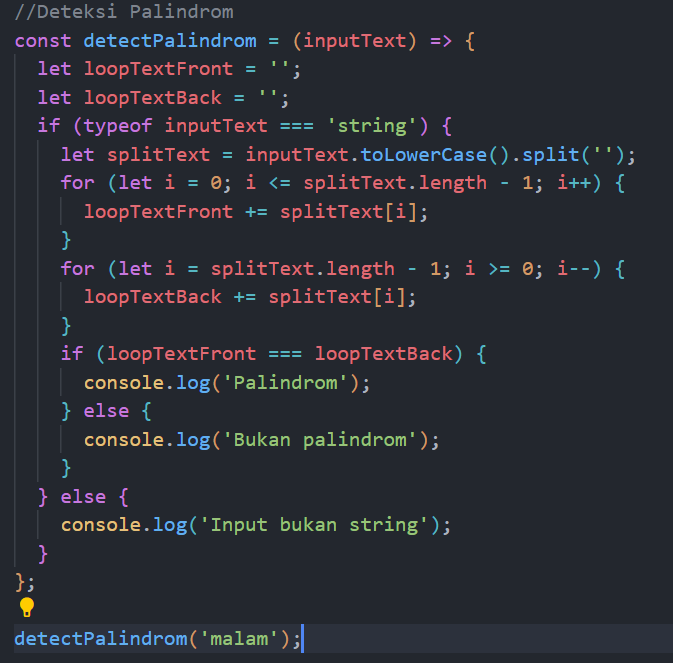 //Deteksi Palindrom
const detectPalindrom = (inputText) => {
  let loopTextFront = '';
  let loopTextBack = '';
  if (typeof inputText === 'string') {
    let splitText = inputText.toLowerCase().split('');
    for (let i = 0; i <= splitText.length - 1; i++) {
      loopTextFront += splitText[i];
    }
    for (let i = splitText.length - 1; i >= 0; i--) {
      loopTextBack += splitText[i];
    }
    if (loopTextFront === loopTextBack) {
      console.log('Palindrom');
    } else {
      console.log('Bukan palindrom');
    }
  } else {
    console.log('Input bukan string');
  }
};
detectPalindrom('malam');